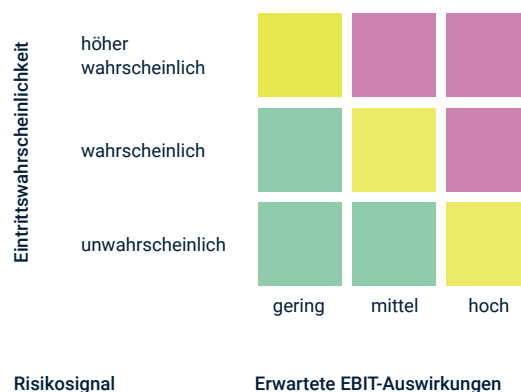 Eintrittswahrscheinlichkeit
höher
wahrscheinlich
wahrscheinlich
unwahrscheinlich
gering mittel hoch
Risikosignal Erwartete EBIT-Auswirkungen